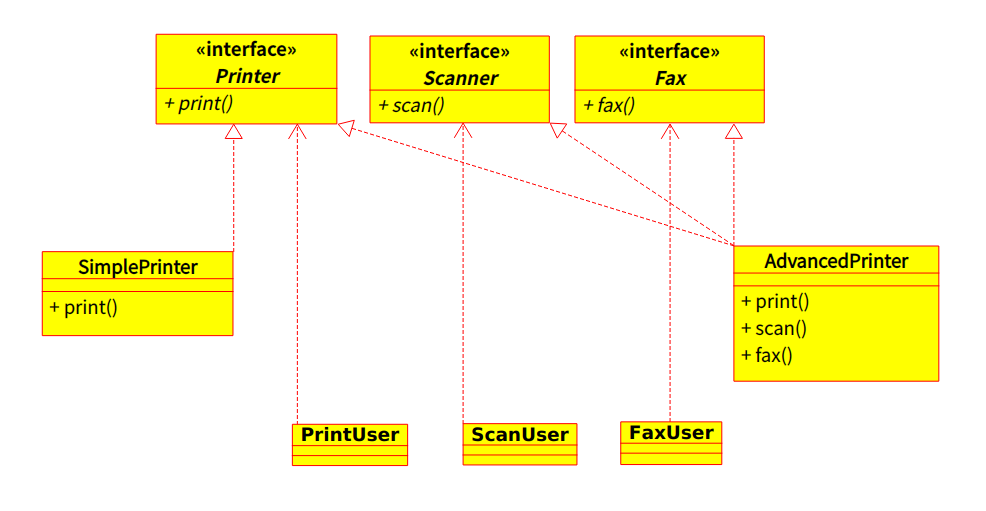 «interface»
Printer
+ print()
«interface»
Scanner
+ scan()
«interface»
Fax
+ fax()
SimplePrinter
+ print()
AdvancedPrinter
+ print()
+ scan()
+ fax()
PrintUser
ScanUser
FaxUser